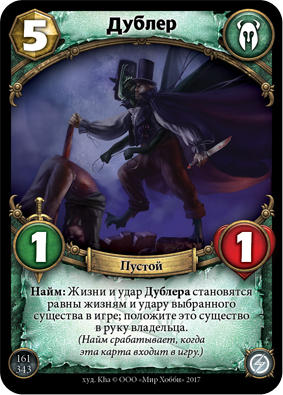 5
Дублер
1
Пустой
1
Найм: Жизни и удар Дублера становятся
равны жизням и удару выбранного
существа в игре; положите это существо
в руку владельца.
(Найм срабатывает, когда
эта карта входит в игру.)
161
343
худ. Kha © ООО «Мир Хобби» 2017